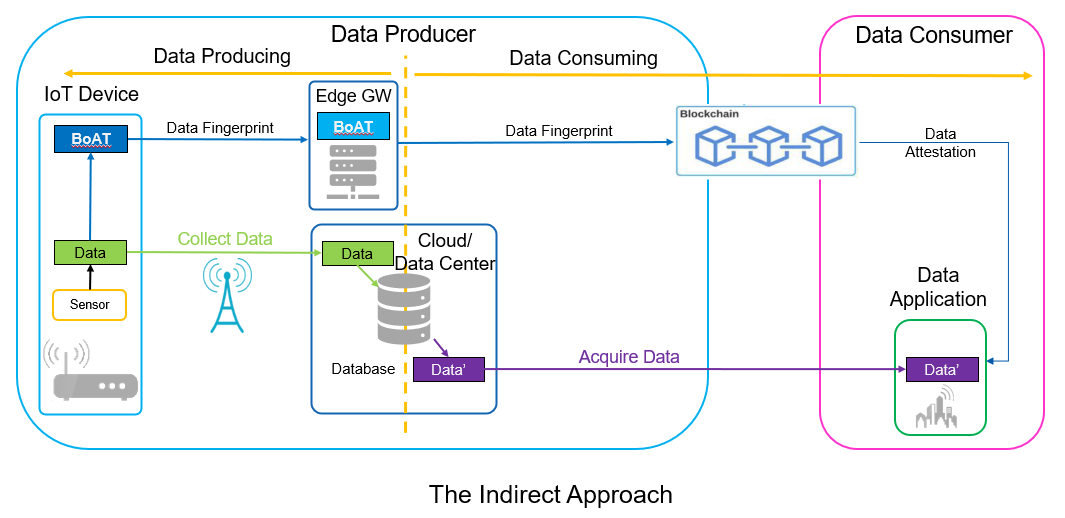 Data Producer
Data Consumer
Data Producing
Data Consuming
IoT Device
Edge GW
BoAT
Data Fingerprint
BoAT
Data Fingerprint
Blockchain
Data
Attestation
Data
Collect Data
Data
Cloud/
Data Center
Sensor
Data
Application
Database
Data’
Acquire Data
Data’
The Indirect Approach